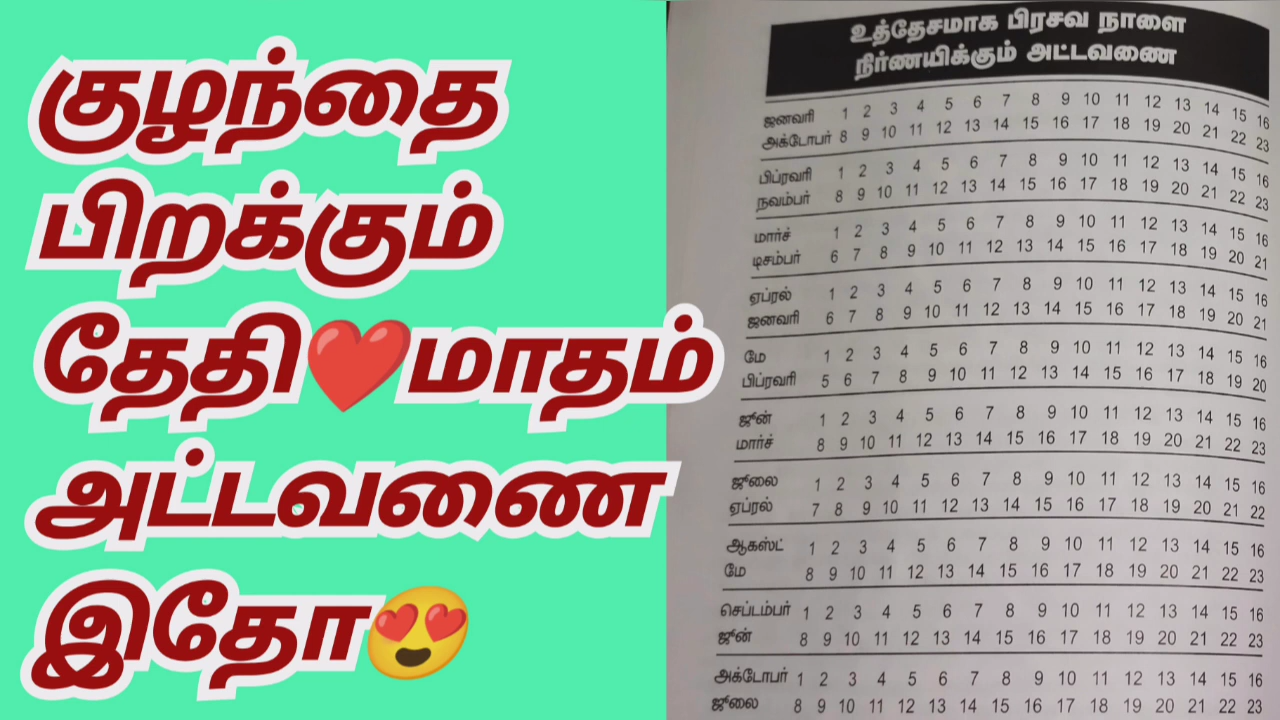 குழந்தை
பிறக்கும்
தேதி❤️மாதம்
அட்டவணை
இதோ😍
உத்தேசமாக பிரசவ நாளை
நிர்ணயிக்கும் அட்டவணை
ஜனவரி 1 2 3 4 5 6 7 8 9 10 11 12 13 14 15 16
அக்டோபர் 8 9 10 11 12 13 14 15 16 17 18 19 20 21 22 23
பிப்ரவரி 1 2 3 4 5 6 7 8 9 10 11 12 13 14 15 16
நவம்பர் 8 9 10 11 12 13 14 15 16 17 18 19 20 21 22 23
மார்ச் 1 2 3 4 5 6 7 8 9 10 11 12 13 14 15 16
டிசம்பர் 6 7 8 9 10 11 12 13 14 15 16 17 18 19 20 21
ஏப்ரல் 1 2 3 4 5 6 7 8 9 10 11 12 13 14 15 16
ஜனவரி 6 7 8 9 10 11 12 13 14 15 16 17 18 19 20 21
மே 1 2 3 4 5 6 7 8 9 10 11 12 13 14 15 16
பிப்ரவரி 5 6 7 8 9 10 11 12 13 14 15 16 17 18 19 20
ஜூன் 1 2 3 4 5 6 7 8 9 10 11 12 13 14 15 16
மார்ச் 8 9 10 11 12 13 14 15 16 17 18 19 20 21 22 23
ஜூலை 1 2 3 4 5 6 7 8 9 10 11 12 13 14 15 16
ஏப்ரல் 7 8 9 10 11 12 13 14 15 16 17 18 19 20 21 22
ஆகஸ்ட் 1 2 3 4 5 6 7 8 9 10 11 12 13 14 15 16
மே 8 9 10 11 12 13 14 15 16 17 18 19 20 21 22 23
செப்டம்பர் 1 2 3 4 5 6 7 8 9 10 11 12 13 14 15 16
ஜூன் 8 9 10 11 12 13 14 15 16 17 18 19 20 21 22 23
அக்டோபர் 1 2 3 4 5 6 7 8 9 10 11 12 13 14 15 16
ஜூலை 8 9 10 11 12 13 14 15 16 17 18 19 20 21 22 23